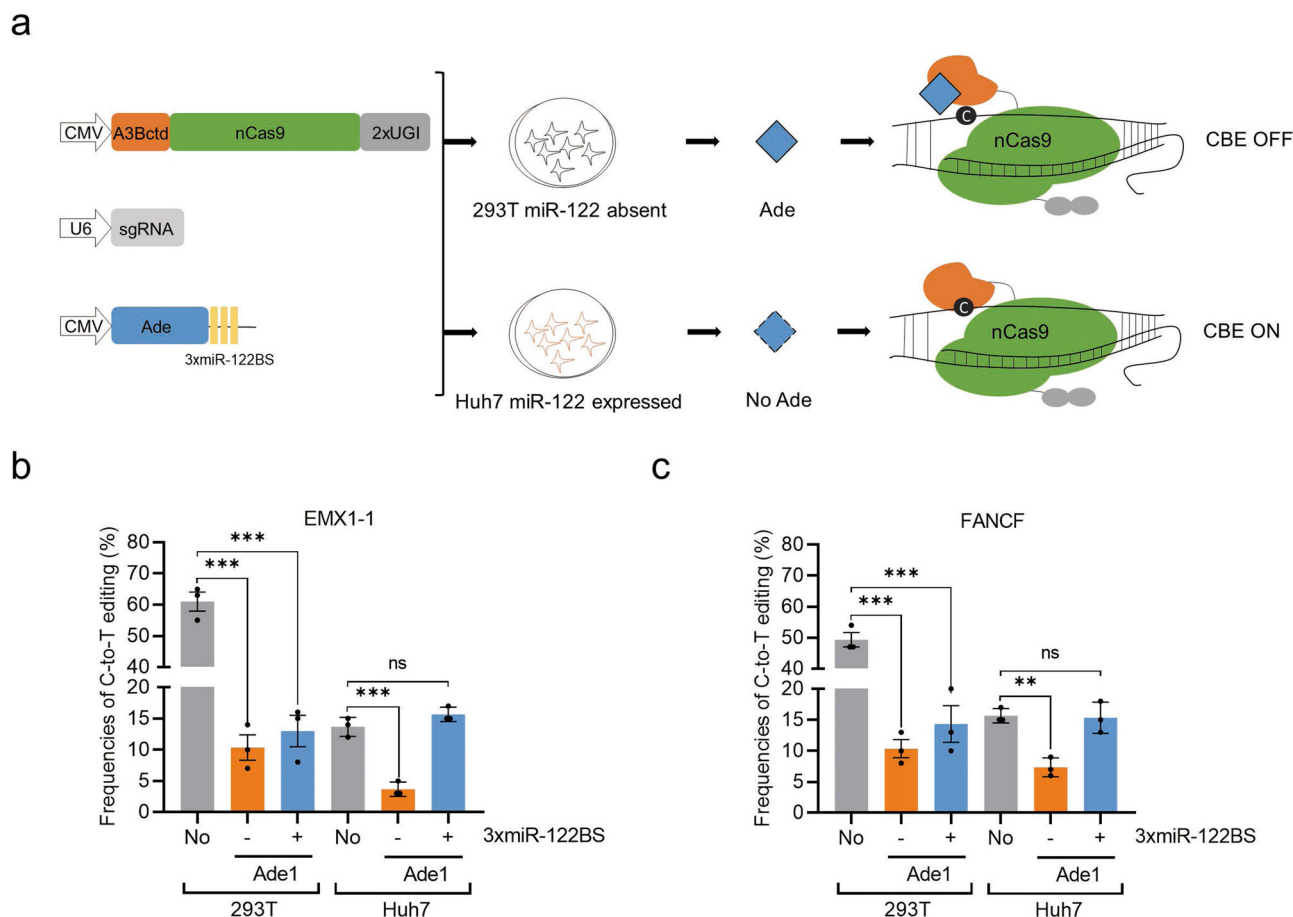 a
CMV A3Bctd nCas9 2xUGI
U6 sgRNA
CMV Ade
3xmiR-122BS
293T miR-122 absent
Ade
C
nCas9
CBE OFF
Huh7 miR-122 expressed
No Ade
C
nCas9
CBE ON
b
EMX1-1
Frequencies of C-to-T editing (%)
80
70
60
50
40
20
15
10
5
0
***
***
***
ns
No - + No - + 3xmiR-122BS
Ade1 Ade1
293T Huh7
c
FANCF
Frequencies of C-to-T editing (%)
80
70
60
50
40
20
15
10
5
0
***
***
**
ns
No - + No - + 3xmiR-122BS
Ade1 Ade1
293T Huh7